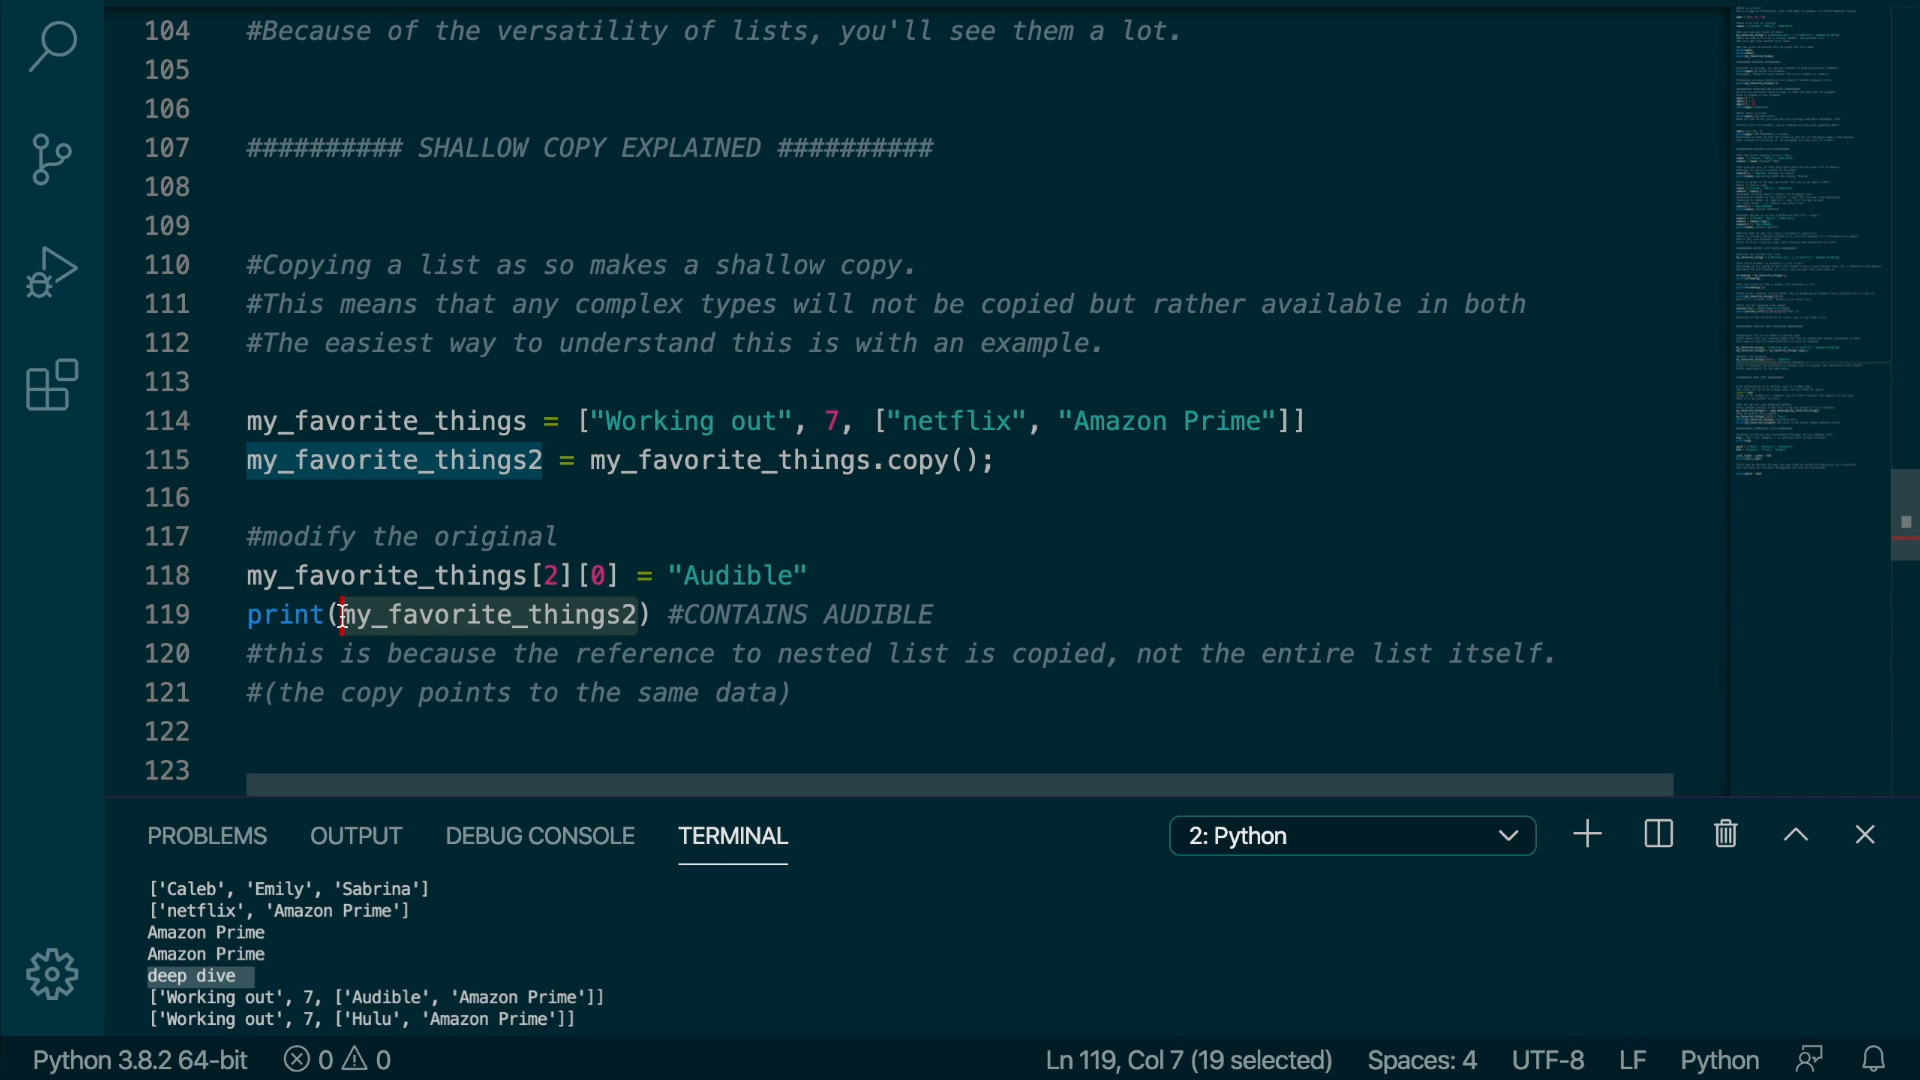 104 #Because of the versatility of lists, you'll see them a lot.
105
106
107 ########## SHALLOW COPY EXPLAINED ##########
108
109
110 #Copying a list as so makes a shallow copy.
111 #This means that any complex types will not be copied but rather available in both
112 #The easiest way to understand this is with an example.
113
114 my_favorite_things = ["Working out", 7, ["netflix", "Amazon Prime"]]
115 my_favorite_things2 = my_favorite_things.copy();
116
117 #modify the original
118 my_favorite_things[2][0] = "Audible"
119 print(my_favorite_things2) #CONTAINS AUDIBLE
120 #this is because the reference to nested list is copied, not the entire list itself.
121 #(the copy points to the same data)
122
123
PROBLEMS OUTPUT DEBUG CONSOLE TERMINAL 2: Python
['Caleb', 'Emily', 'Sabrina']
['netflix', 'Amazon Prime']
Amazon Prime
Amazon Prime
deep dive
['Working out', 7, ['Audible', 'Amazon Prime']]
['Working out', 7, ['Hulu', 'Amazon Prime']]
Python 3.8.2 64-bit 0 0 Ln 119, Col 7 (19 selected) Spaces: 4 UTF-8 LF Python